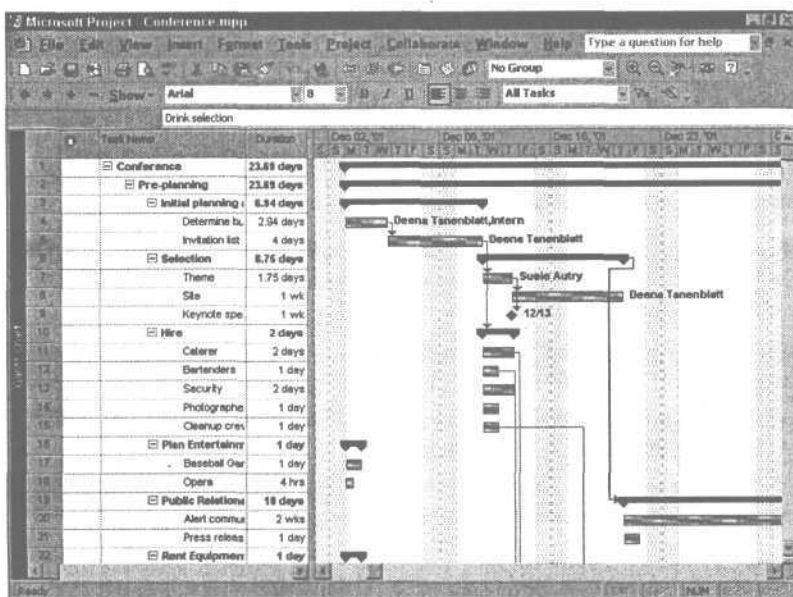 Microsoft Project - Conference.mpp
File Edit View Insert Format Tools Project Collaborate Window Help Type a question for help
No Group
Show Arial 8 B I U All Tasks
Drink selection
Task Name Duration Dec 02, '01 Dec 09, '01 Dec 16, '01 Dec 23, '01
S S M T W T F S S M T W T F S S M T W T F S S M T W T F S
1 Conference 23.69 days
2 Pre-planning 23.69 days
3 Initial planning 6.94 days
4 Determine bu 2.94 days Deena Tanenblatt,Intern
5 Invitation list 4 days Deena Tanenblatt
6 Selection 8.75 days
7 Theme 1.75 days Susie Autry
8 Site 1 wk Deena Tanenblatt
9 Keynote spe 1 wk 12/13
10 Hire 2 days
11 Caterer 2 days
12 Bartenders 1 day
13 Security 2 days
14 Photographe 1 day
15 Cleanup crev 1 day
16 Plan Entertainm 1 day
17 Baseball Gar 1 day
18 Opera 4 hrs
19 Public Relations 18 days
20 Alert commu 2 wks
21 Press releas 1 day
22 Rent Equipmen 1 day
Ready EXT CAPS NUM